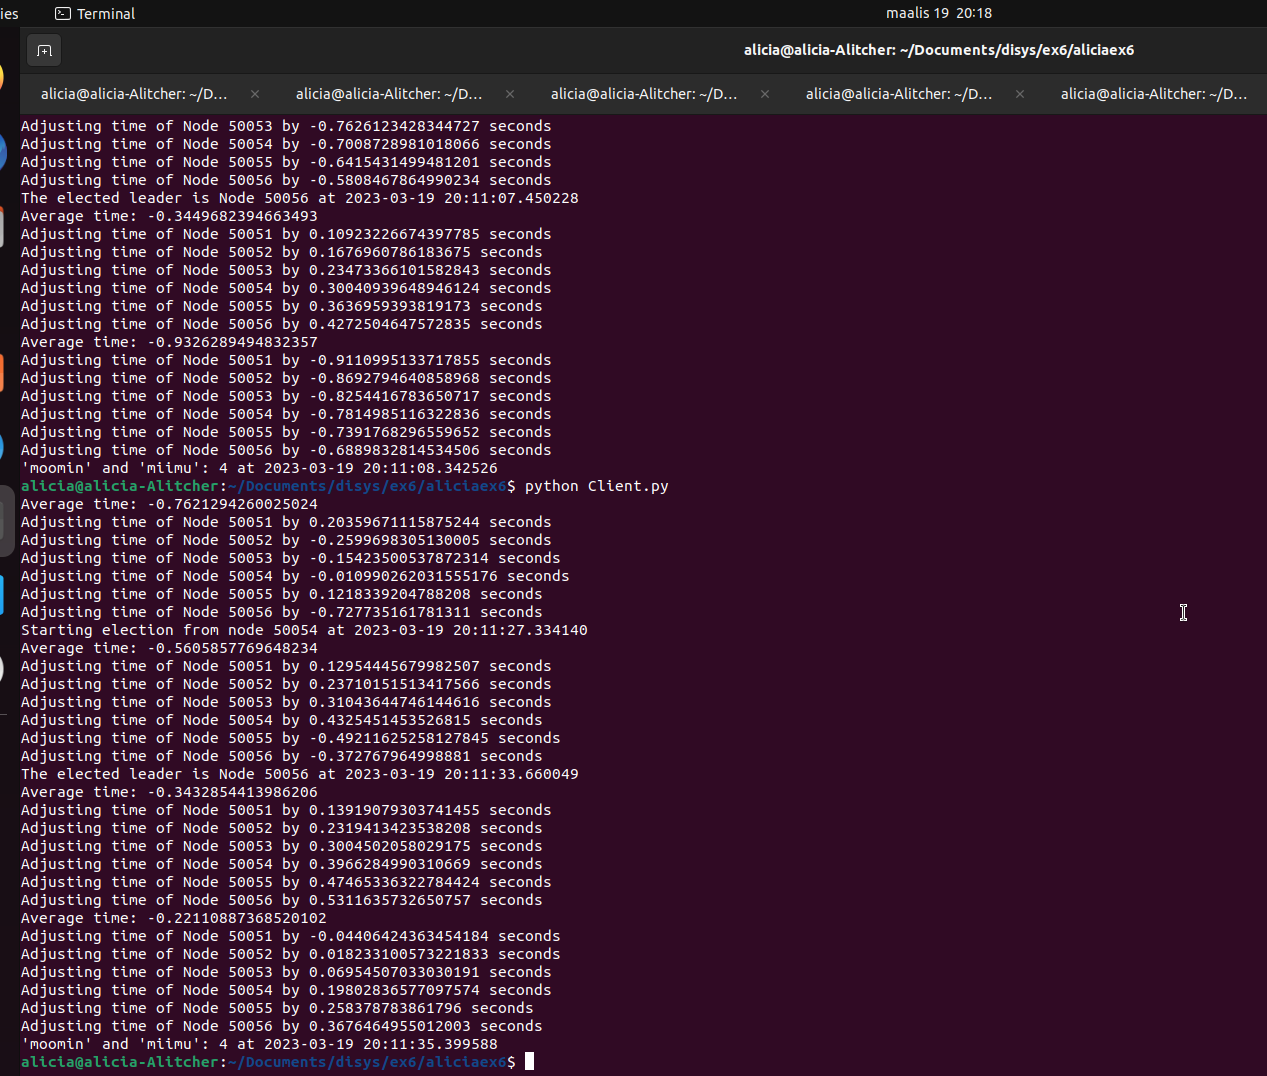 ies
Terminal
maalis 19 20:18
alicia@alicia-Alitcher: ~/Documents/disys/ex6/aliciaex6
alicia@alicia-Alitcher: ~/D... × alicia@alicia-Alitcher: ~/D... × alicia@alicia-Alitcher: ~/D... × alicia@alicia-Alitcher: ~/D... × alicia@alicia-Alitcher: ~/D...
Adjusting time of Node 50053 by -0.7626123428344727 seconds
Adjusting time of Node 50054 by -0.7008728981018066 seconds
Adjusting time of Node 50055 by -0.6415431499481201 seconds
Adjusting time of Node 50056 by -0.5808467864990234 seconds
The elected leader is Node 50056 at 2023-03-19 20:11:07.450228
Average time: -0.3449682394663493
Adjusting time of Node 50051 by 0.10923226674397785 seconds
Adjusting time of Node 50052 by 0.1676960786183675 seconds
Adjusting time of Node 50053 by 0.23473366101582843 seconds
Adjusting time of Node 50054 by 0.30040939648946124 seconds
Adjusting time of Node 50055 by 0.3636959393819173 seconds
Adjusting time of Node 50056 by 0.4272504647572835 seconds
Average time: -0.9326289494832357
Adjusting time of Node 50051 by -0.9110995133717855 seconds
Adjusting time of Node 50052 by -0.8692794640858968 seconds
Adjusting time of Node 50053 by -0.8254416783650717 seconds
Adjusting time of Node 50054 by -0.7814985116322836 seconds
Adjusting time of Node 50055 by -0.7391768296559652 seconds
Adjusting time of Node 50056 by -0.6889832814534506 seconds
'moomin' and 'miimu': 4 at 2023-03-19 20:11:08.342526
alicia@alicia-Alitcher:~/Documents/disys/ex6/aliciaex6$ python Client.py
Average time: -0.7621294260025024
Adjusting time of Node 50051 by 0.20359671115875244 seconds
Adjusting time of Node 50052 by -0.2599698305130005 seconds
Adjusting time of Node 50053 by -0.15423500537872314 seconds
Adjusting time of Node 50054 by -0.010990262031555176 seconds
Adjusting time of Node 50055 by 0.1218339204788208 seconds
Adjusting time of Node 50056 by -0.727735161781311 seconds
Starting election from node 50054 at 2023-03-19 20:11:27.334140
Average time: -0.5605857769648234
Adjusting time of Node 50051 by 0.12954445679982507 seconds
Adjusting time of Node 50052 by 0.23710151513417566 seconds
Adjusting time of Node 50053 by 0.31043644746144616 seconds
Adjusting time of Node 50054 by 0.4325451453526815 seconds
Adjusting time of Node 50055 by -0.49211625258127845 seconds
Adjusting time of Node 50056 by -0.372767964998881 seconds
The elected leader is Node 50056 at 2023-03-19 20:11:33.660049
Average time: -0.3432854413986206
Adjusting time of Node 50051 by 0.13919079303741455 seconds
Adjusting time of Node 50052 by 0.2319413423538208 seconds
Adjusting time of Node 50053 by 0.3004502058029175 seconds
Adjusting time of Node 50054 by 0.3966284990310669 seconds
Adjusting time of Node 50055 by 0.47465336322784424 seconds
Adjusting time of Node 50056 by 0.5311635732650757 seconds
Average time: -0.22110887368520102
Adjusting time of Node 50051 by -0.04406424363454184 seconds
Adjusting time of Node 50052 by 0.018233100573221833 seconds
Adjusting time of Node 50053 by 0.06954507033030191 seconds
Adjusting time of Node 50054 by 0.19802836577097574 seconds
Adjusting time of Node 50055 by 0.258378783861796 seconds
Adjusting time of Node 50056 by 0.3676464955012003 seconds
'moomin' and 'miimu': 4 at 2023-03-19 20:11:35.399588
alicia@alicia-Alitcher:~/Documents/disys/ex6/aliciaex6$